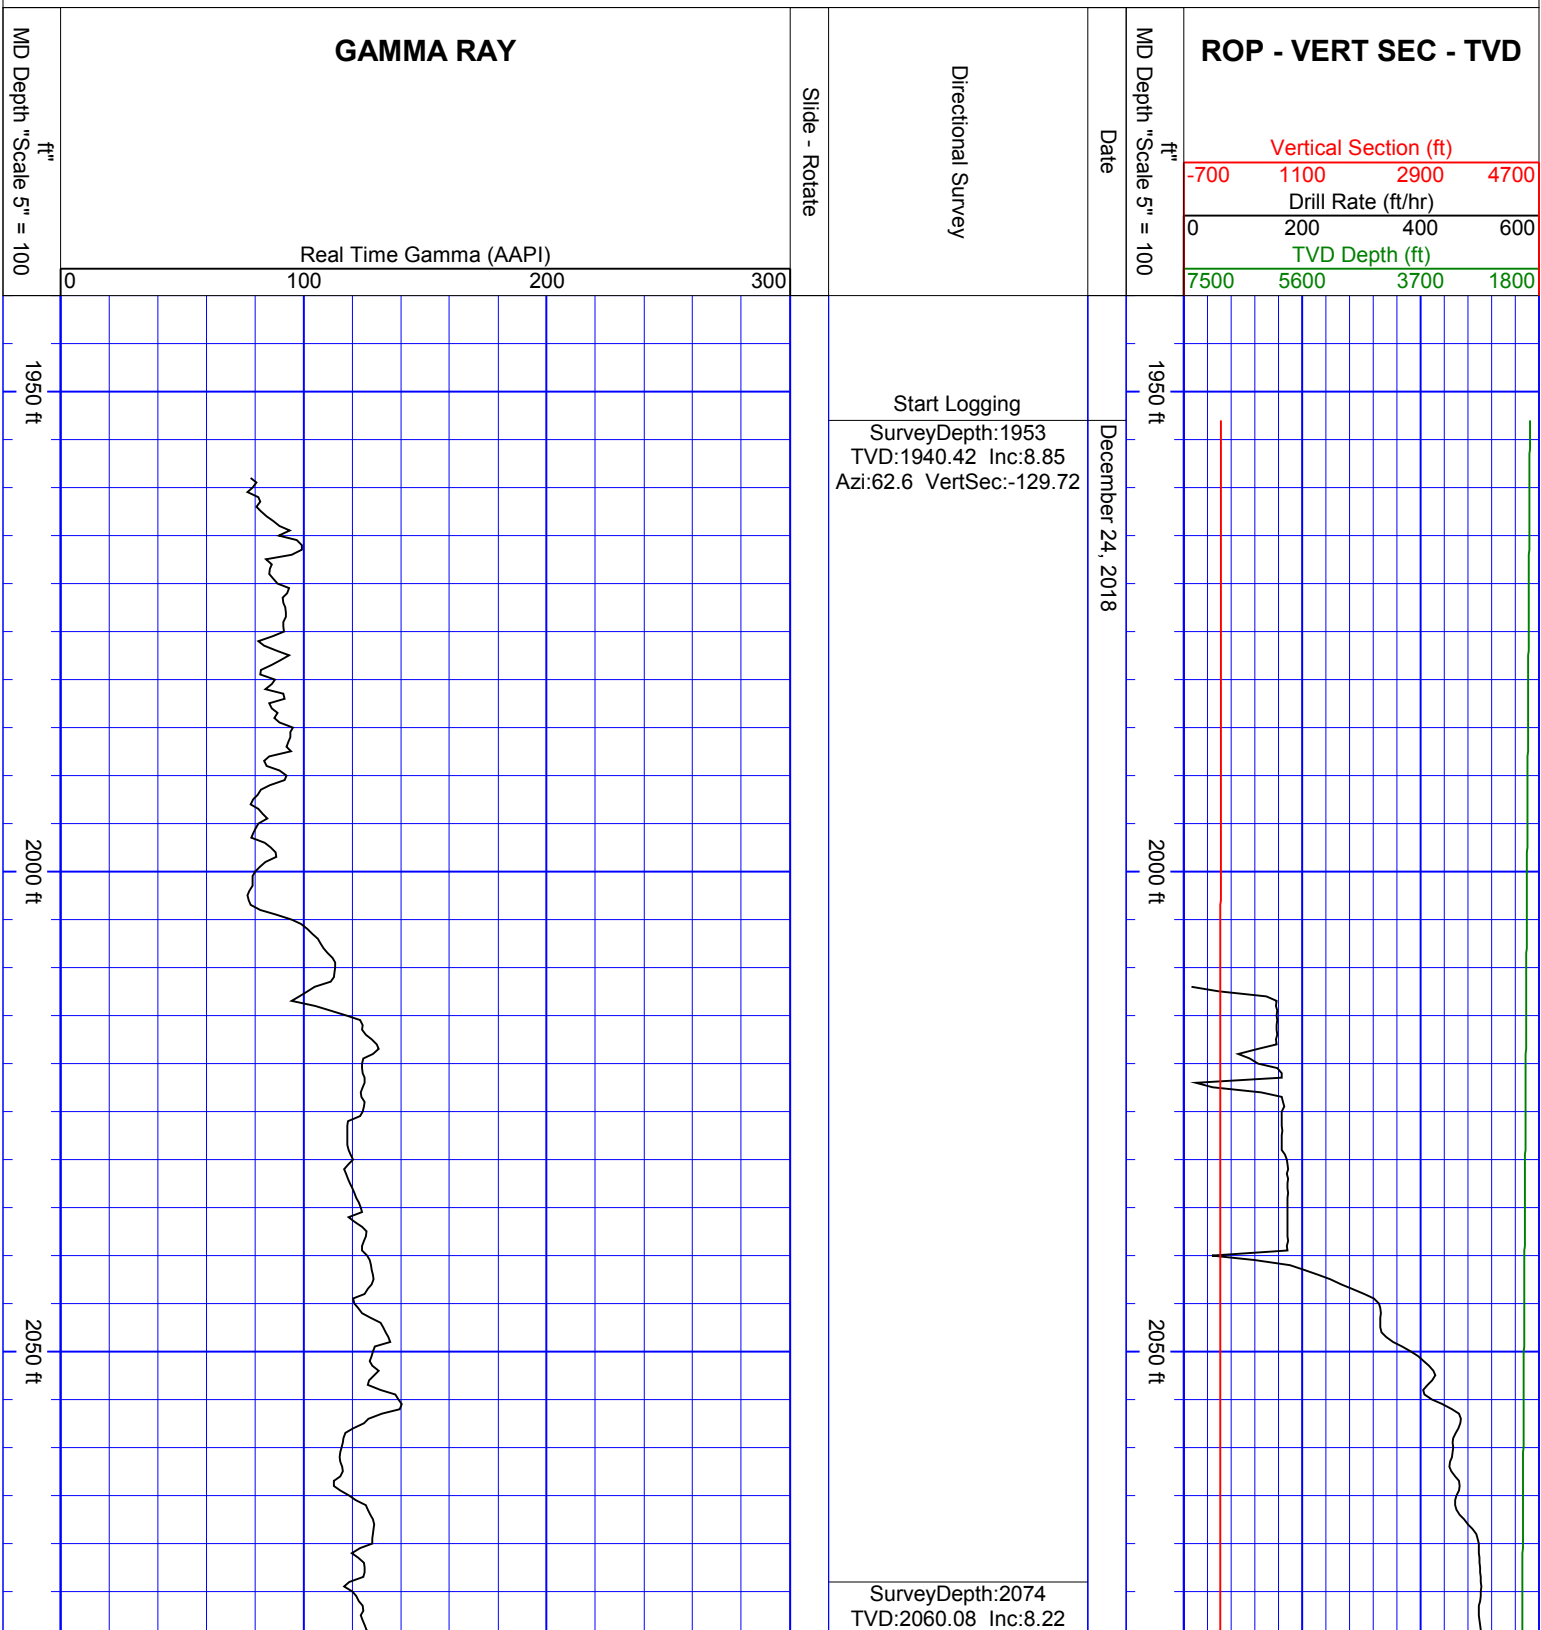 MD Depth "Scale 5" = 100
ft"
GAMMA RAY
Real Time Gamma (AAPI)
0 100 200 300
Slide - Rotate
Directional Survey
Date
MD Depth "Scale 5" = 100
ft"
ROP - VERT SEC - TVD
Vertical Section (ft)
-700 1100 2900 4700
Drill Rate (ft/hr)
0 200 400 600
TVD Depth (ft)
7500 5600 3700 1800
1950 ft
Start Logging
1950 ft
SurveyDepth:1953
TVD:1940.42 Inc:8.85
Azi:62.6 VertSec:-129.72
December 24, 2018
2000 ft
2000 ft
2050 ft
2050 ft
SurveyDepth:2074
TVD:2060.08 Inc:8.22